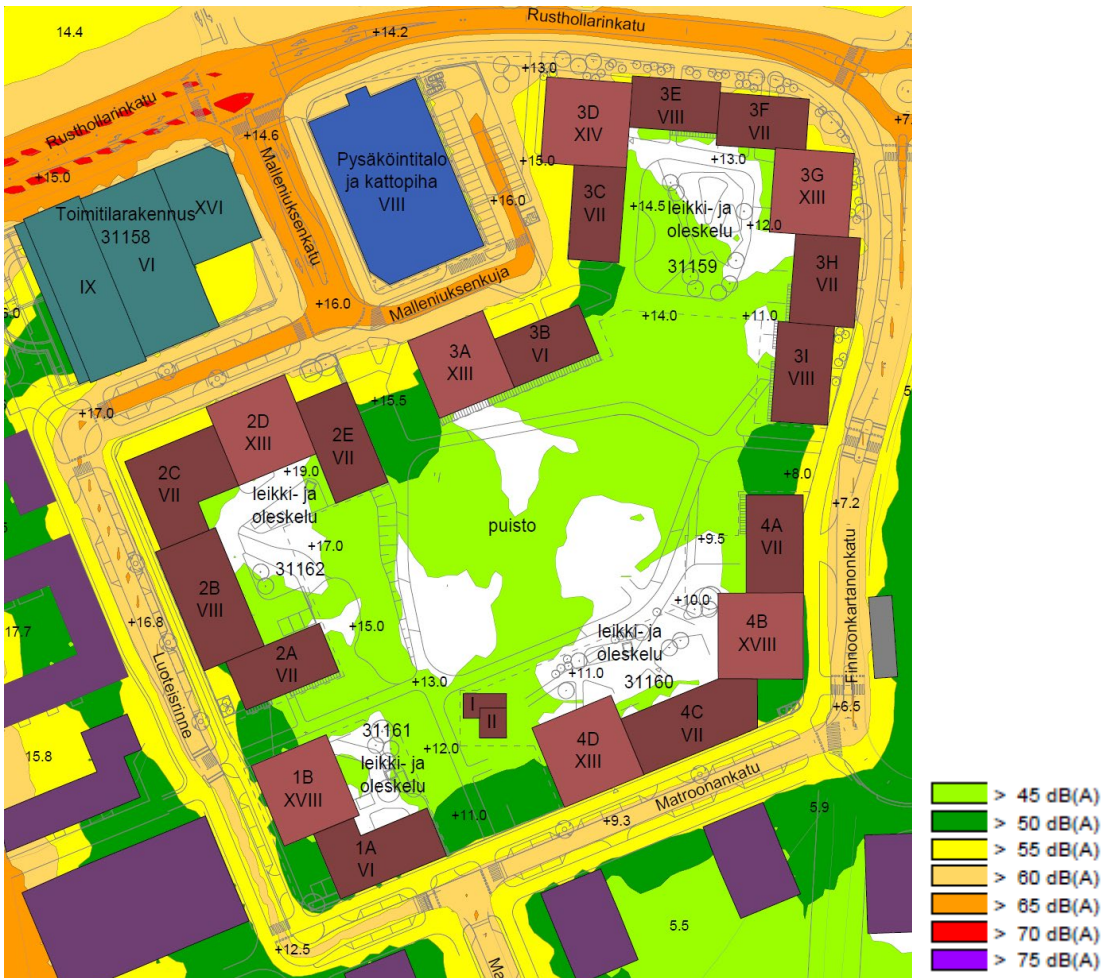 14.4
+14.2
Rusthollarinkatu
+13.0
3D
XIV
3E
VIII
3F
VII
Rusthollarinkatu
+14.6
+15.0
Malleniuksenkatu
Pysäköintitalo
ja kattopiha
VIII
+15.0
+16.0
3C
VII
+13.0
+14.5
leikki- ja
oleskelu
+12.0
31159
3G
XIII
Toimitilarakennus
31158
XVI
VI
IX
+16.0
Malleniuksenkuja
3H
VII
+14.0
+11.0
3B
VI
3A
XIII
3I
VIII
+17.0
2D
XIII
+15.5
2E
VII
2C
VII
+19.0
leikki- ja
oleskelu
+17.0
31162
puisto
+8.0
+7.2
4A
VII
+9.5
2B
VIII
+10.0
4B
XVIII
Finnoonkartanonkatu
17.7
+16.8
+15.0
2A
VII
leikki- ja
oleskelu
+11.0
31160
+13.0
Luoteisrinne
I
II
4C
VII
+6.5
31161
+12.0
leikki- ja
oleskelu
4D
XIII
15.8
1B
XVIII
+11.0
Matroonankatu
+9.3
5.9
1A
VI
5.5
+12.5
> 45 dB(A)
> 50 dB(A)
> 55 dB(A)
> 60 dB(A)
> 65 dB(A)
> 70 dB(A)
> 75 dB(A)